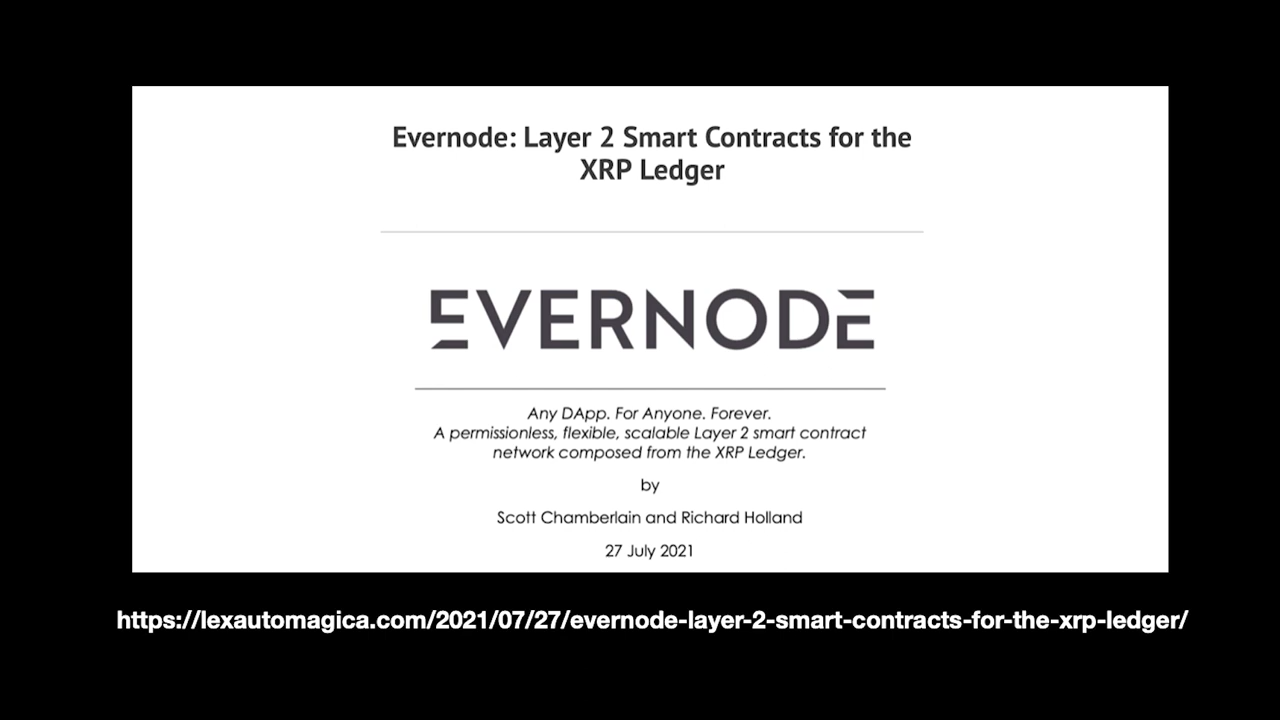 Evernode: Layer 2 Smart Contracts for the
XRP Ledger
EVERNODE
Any DApp. For Anyone. Forever.
A permissionless, flexible, scalable Layer 2 smart contract
network composed from the XRP Ledger.
by
Scott Chamberlain and Richard Holland
27 July 2021
https://lexautomagica.com/2021/07/27/evernode-layer-2-smart-contracts-for-the-xrp-ledger/